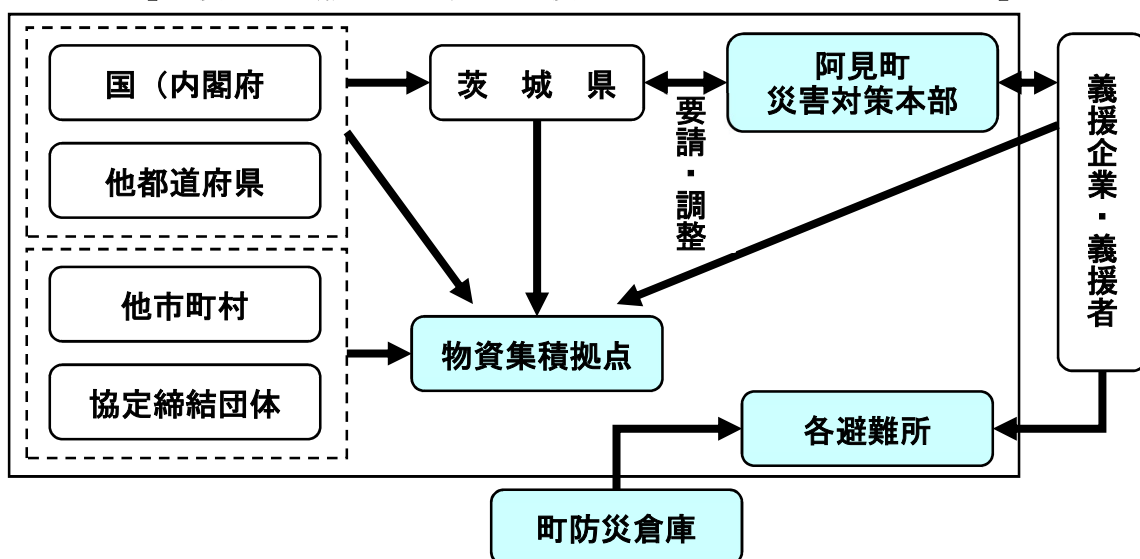 国（内閣府
他都道府県
他市町村
協定締結団体
茨　城　県
阿見町
災害対策本部
要請・調整
義援企業・義援者
物資集積拠点
各避難所
町防災倉庫